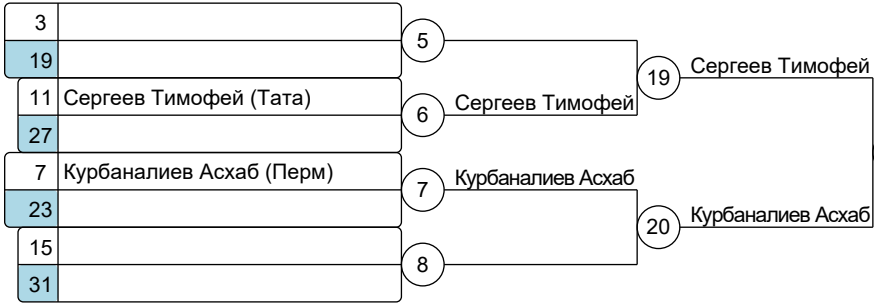 3
5
19
19 Сергеев Тимофей
11 Сергеев Тимофей (Тата)
6 Сергеев Тимофей
27
7 Курбаналиев Асхаб (Перм)
7 Курбаналиев Асхаб
23
20 Курбаналиев Асхаб
15
8
31